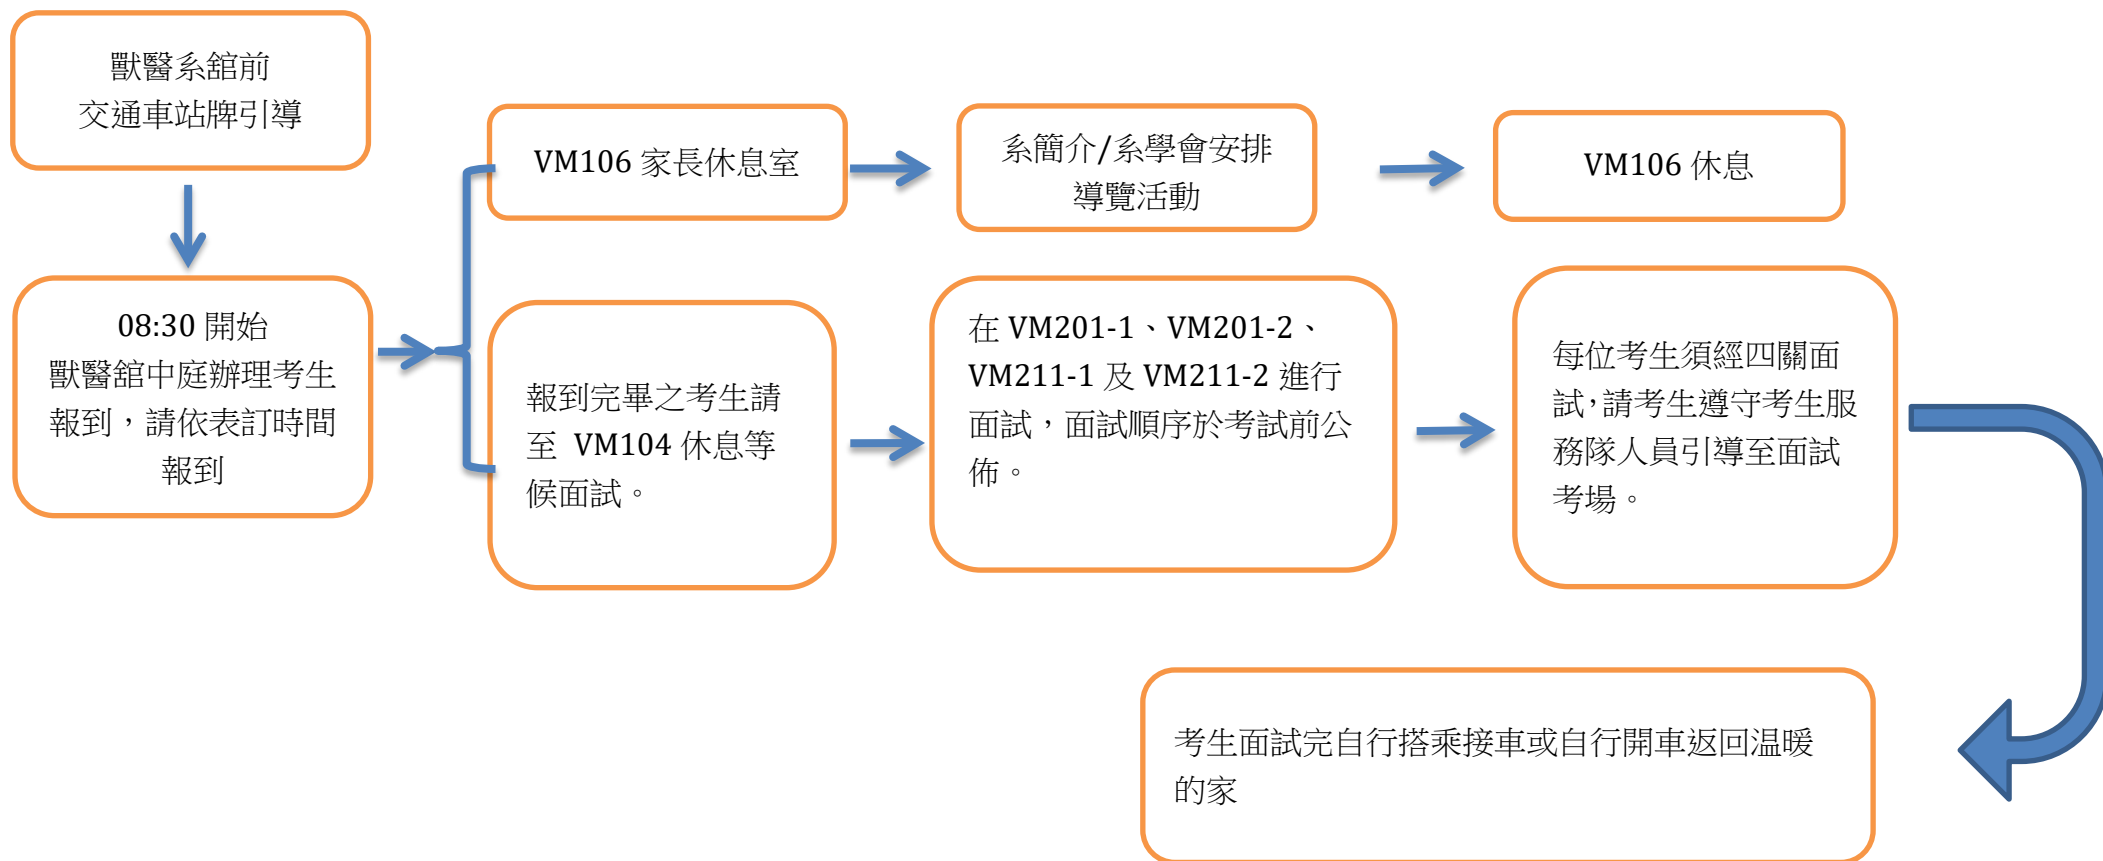 獸醫系舘前
交通車站牌引導
08:30 開始
獸醫舘中庭辦理考生
報到，請依表訂時間
報到
VM106 家長休息室
系簡介/系學會安排
導覽活動
VM106 休息
報到完畢之考生請
至 VM104 休息等
候面試。
在 VM201-1、VM201-2、
VM211-1 及 VM211-2 進行
面試，面試順序於考試前公
佈。
每位考生須經四關面
試，請考生遵守考生服
務隊人員引導至面試
考場。
考生面試完自行搭乘接車或自行開車返回温暖
的家